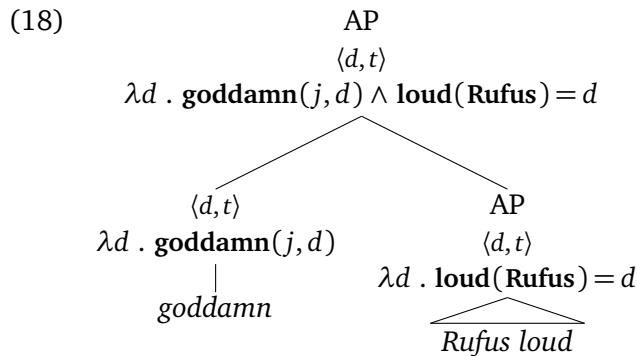 (18)
AP
⟨d, t⟩
λd . goddamn(j, d) ∧ loud(Rufus) = d
⟨d, t⟩ AP
λd . goddamn(j, d) ⟨d, t⟩
goddamn λd . loud(Rufus) = d
Rufus loud